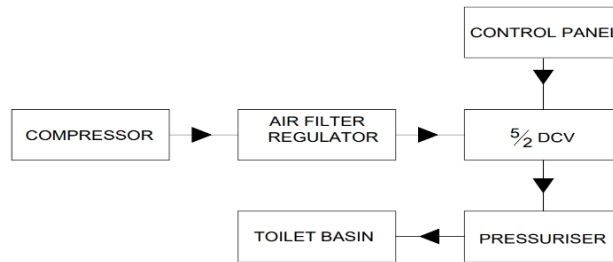 CONTROL PANEL
COMPRESSOR
AIR FILTER
REGULATOR
5/2 DCV
TOILET BASIN
PRESSURISER